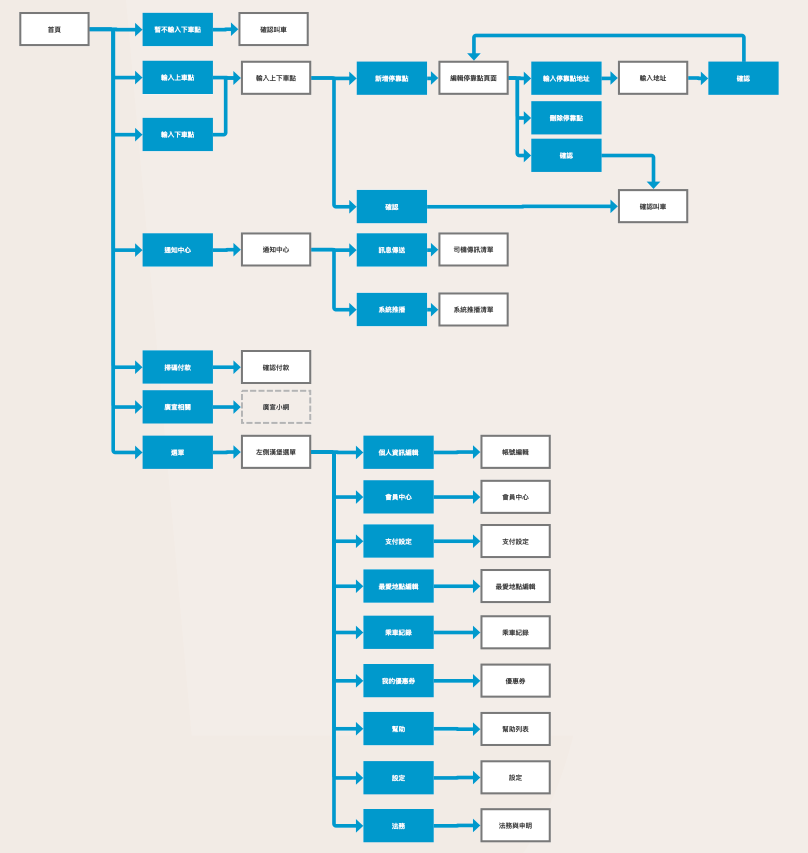 首頁
暫不輸入下車點
確認叫車
輸入上車點
輸入上下車點
新增停靠點
編輯停靠點頁面
輸入停靠點地址
輸入地址
確認
刪除停靠點
輸入下車點
確認
確認
確認叫車
通知中心
通知中心
訊息傳送
司機傳訊清單
系統推播
系統推播清單
掃碼付款
確認付款
廣宣相關
廣宣小網
選單
左側漢堡選單
個人資訊編輯
帳號編輯
會員中心
會員中心
支付設定
支付設定
最愛地點編輯
最愛地點編輯
乘車記錄
乘車記錄
我的優惠券
優惠券
幫助
幫助列表
設定
設定
法務
法務與申明